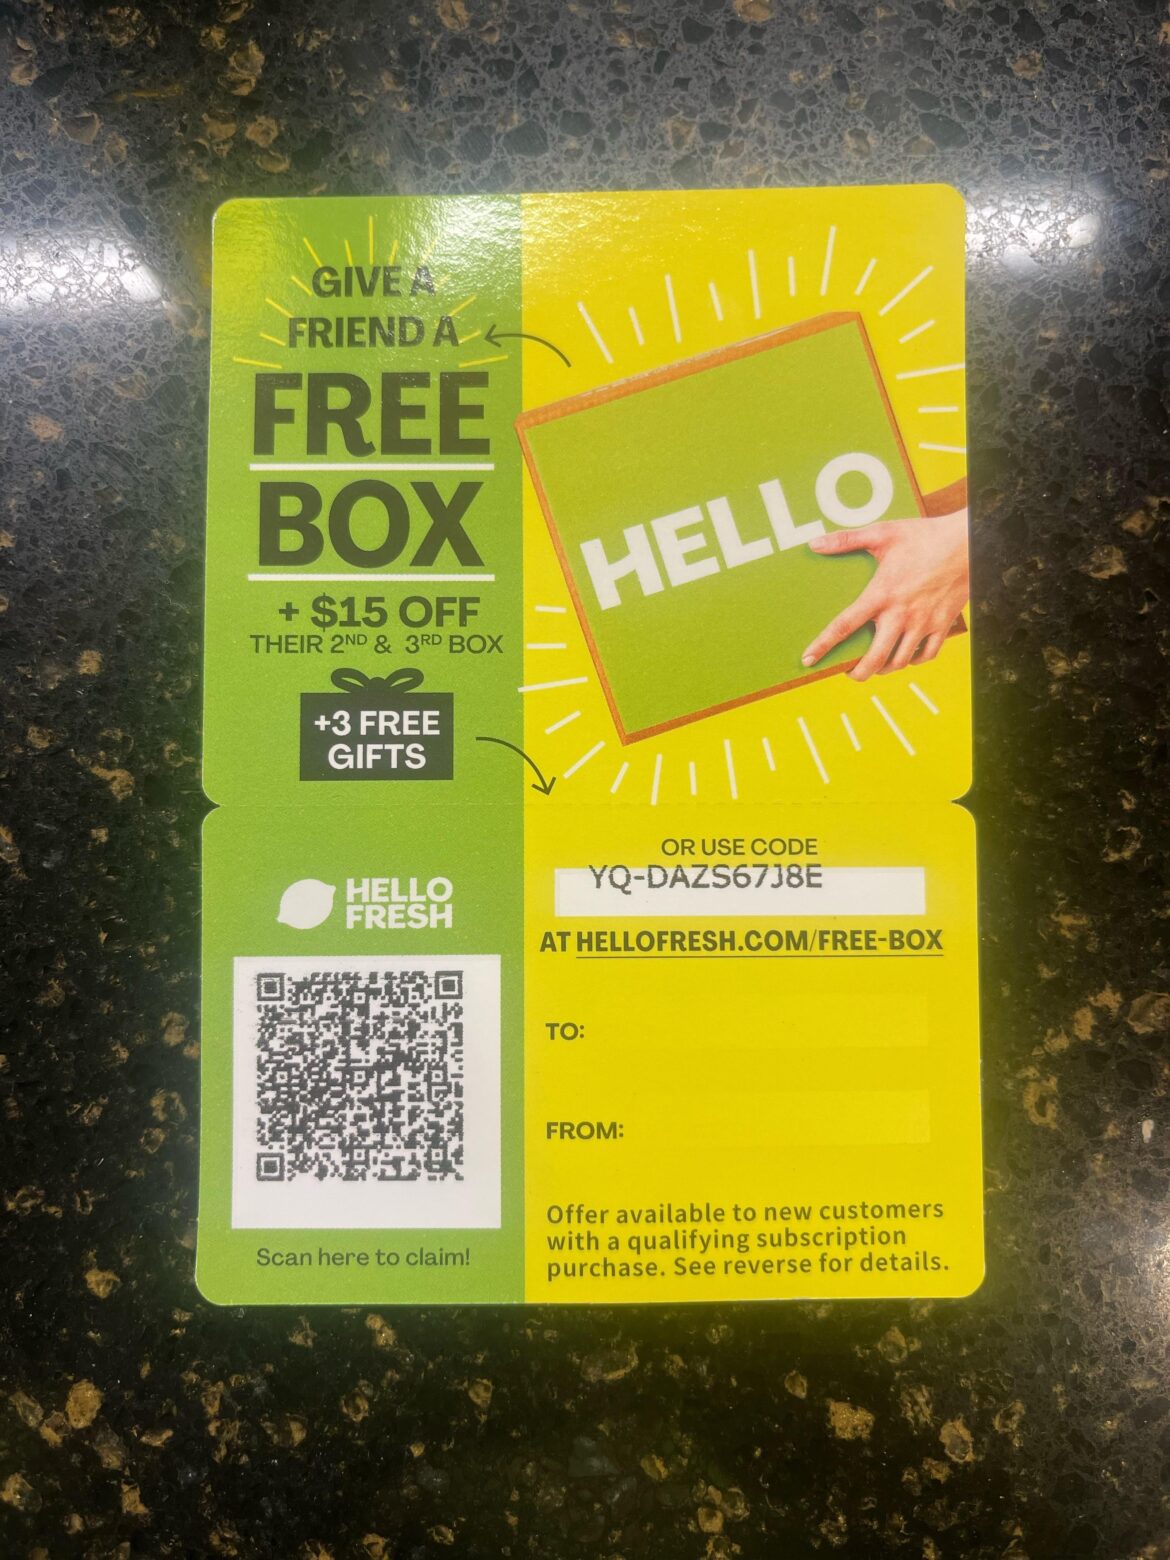 GIVE A
FRIEND A
FREE
BOX
+ $15 OFF
THEIR 2ND & 3RD BOX
+3 FREE
GIFTS
HELLO
HELLO
FRESH
Scan here to claim!
OR USE CODE
YQ-DAZS67J8E
AT HELLOFRESH.COM/FREE-BOX
TO:
FROM:
Offer available to new customers
with a qualifying subscription
purchase. See reverse for details.